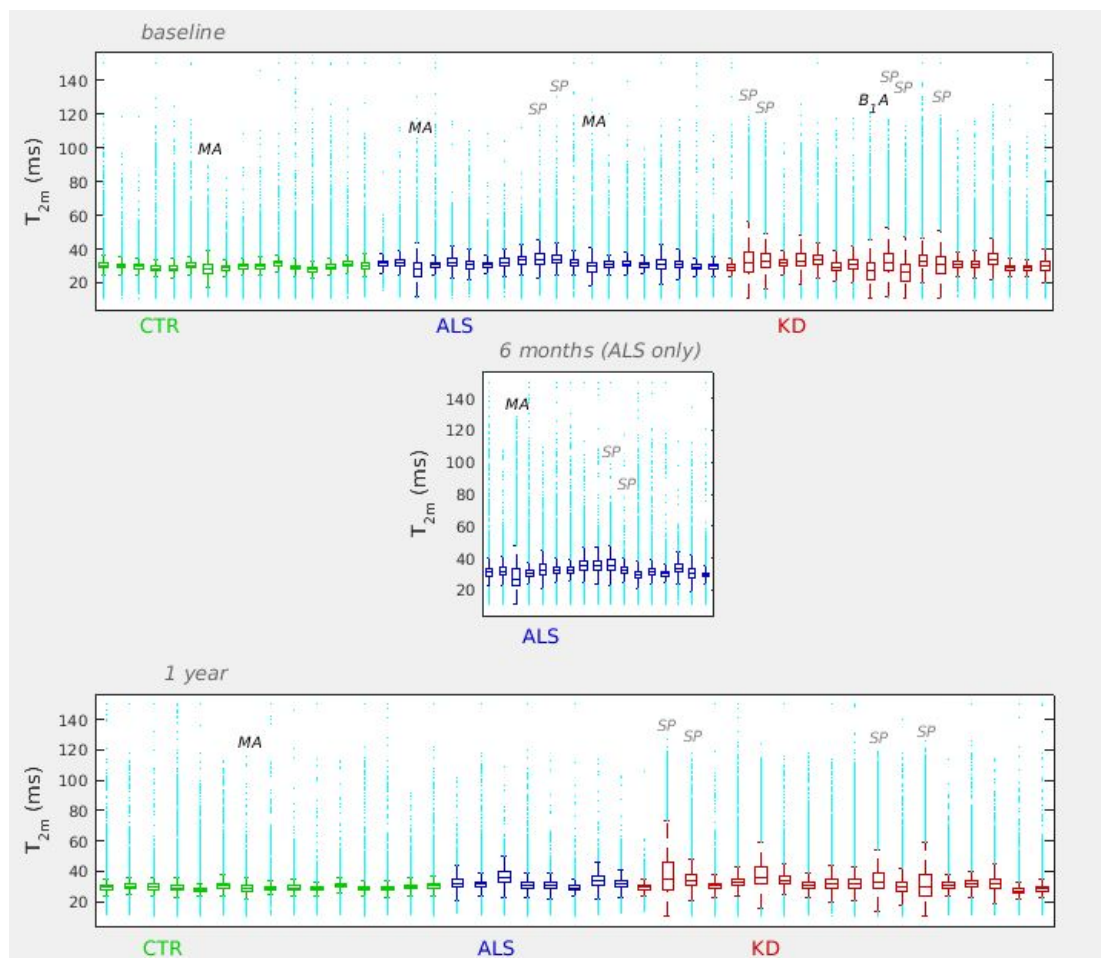 baseline
T2m (ms)
140
120
100
80
60
40
20
MA
MA
SP
SP
MA
SP
SP
B1A
SP
SP
SP
CTR ALS KD
6 months (ALS only)
T2m (ms)
140
120
100
80
60
40
20
MA
SP
SP
ALS
1 year
T2m (ms)
140
120
100
80
60
40
20
MA
SP
SP
SP
SP
CTR ALS KD